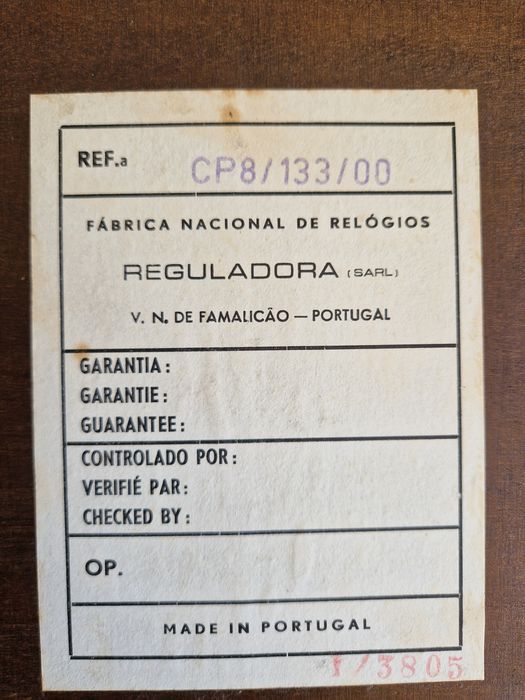 REF.a CP8/133/00
FÁBRICA NACIONAL DE RELÓGIOS
REGULADORA (SARL)
V. N. DE FAMALICÃO — PORTUGAL
GARANTIA :
GARANTIE :
GUARANTEE :
CONTROLADO POR :
VERIFIÉ PAR :
CHECKED BY :
OP.
MADE IN PORTUGAL
1/3805